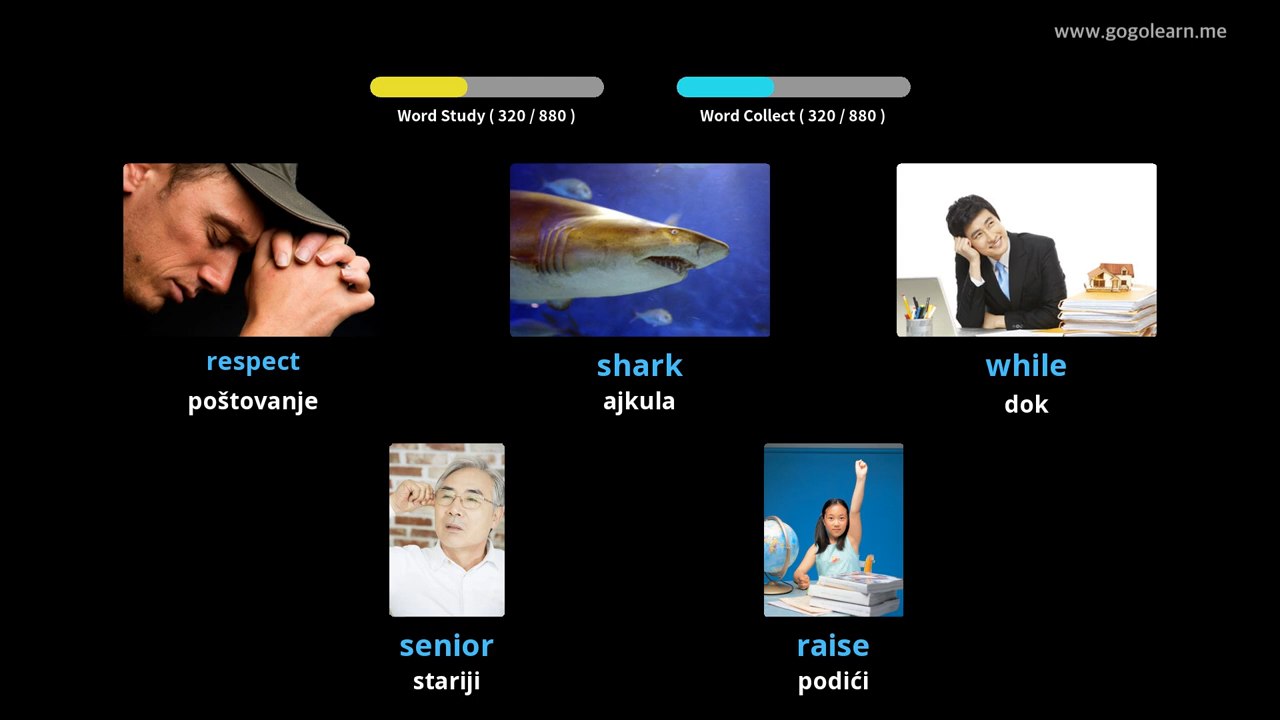 www.gogolearn.me
Word Study ( 320 / 880 )
Word Collect ( 320 / 880 )
respect
poštovanje
shark
ajkula
while
dok
senior
stariji
raise
podići